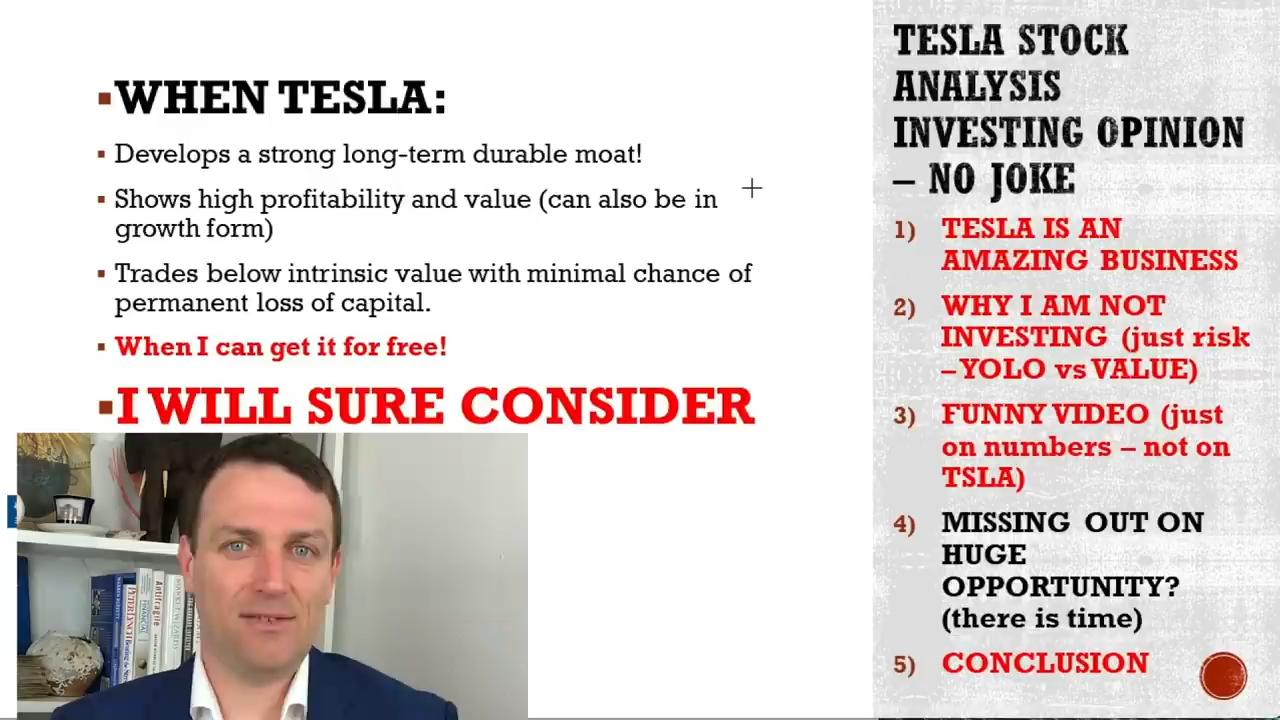 WHEN TESLA:
Develops a strong long-term durable moat!
Shows high profitability and value (can also be in
growth form)
Trades below intrinsic value with minimal chance of
permanent loss of capital.
When I can get it for free!
I WILL SURE CONSIDER
TESLA STOCK
ANALYSIS
INVESTING OPINION
– NO JOKE
1) TESLA IS AN
AMAZING BUSINESS
2) WHY I AM NOT
INVESTING (just risk
– YOLO vs VALUE)
3) FUNNY VIDEO (just
on numbers – not on
TSLA)
4) MISSING OUT ON
HUGE
OPPORTUNITY?
(there is time)
5) CONCLUSION
PETER LYNCH
Antifragile